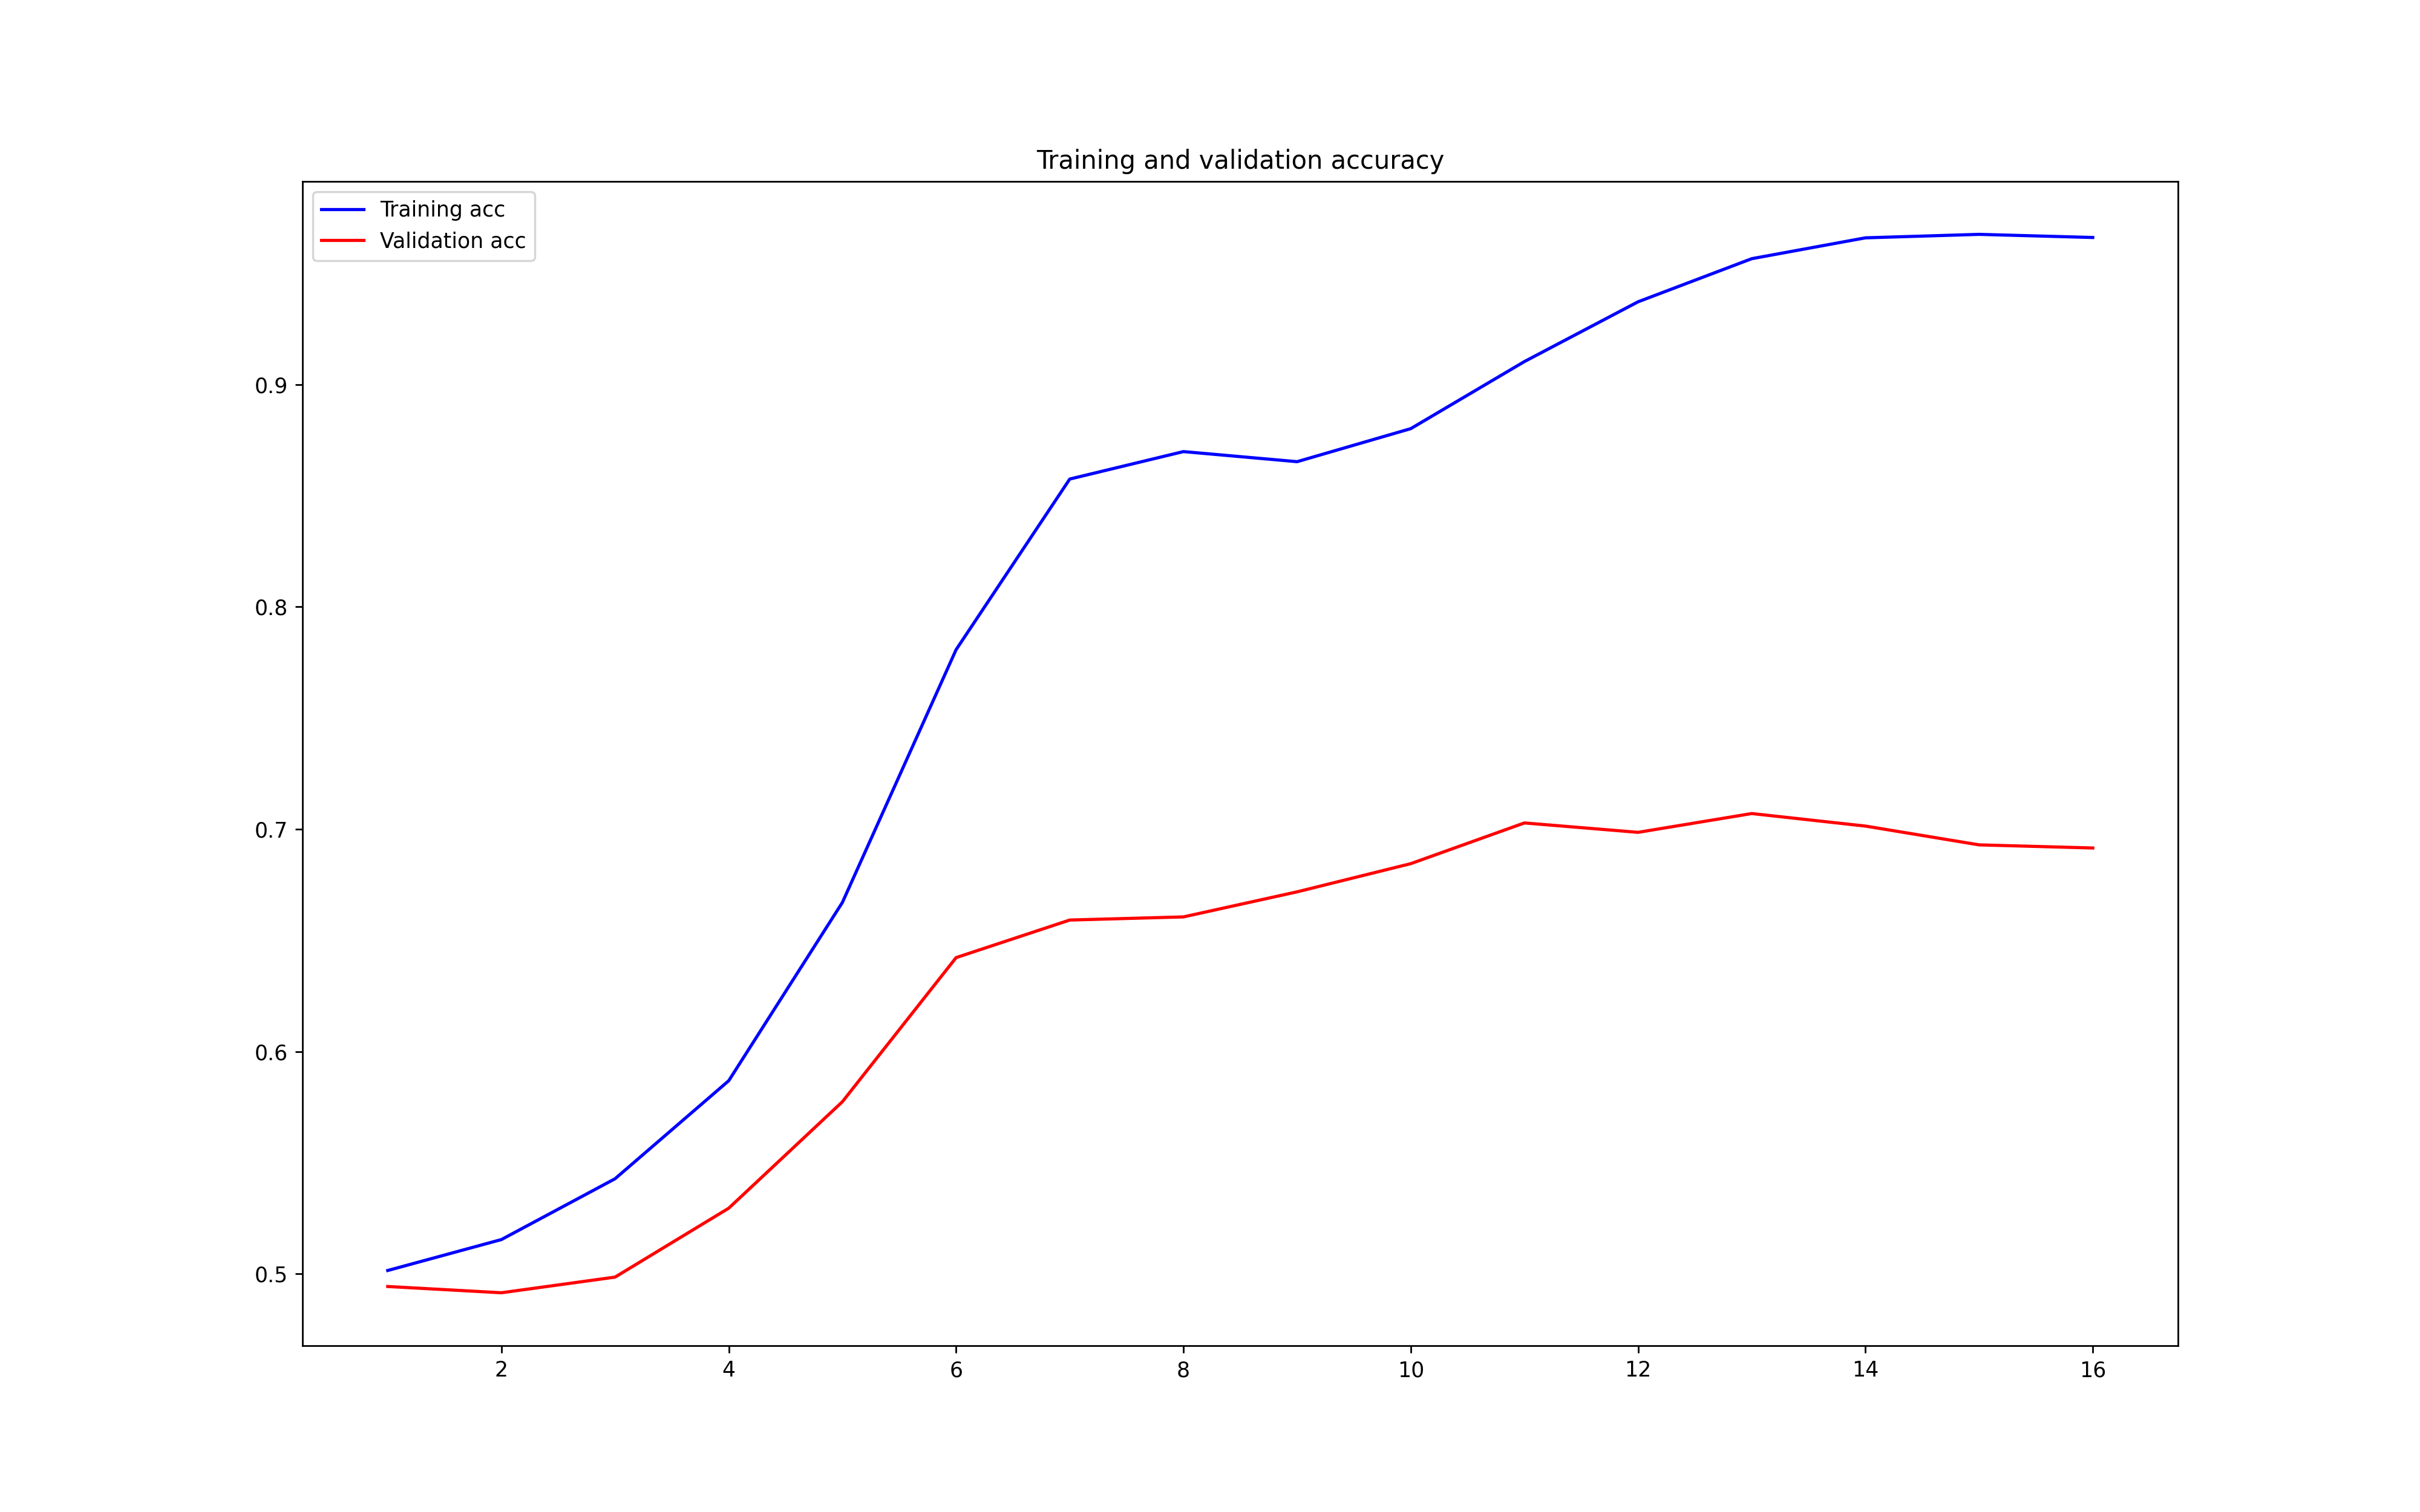 Training and validation accuracy
Training acc
Validation acc
0.9
0.8
0.7
0.6
0.5
2 4 6 8 10 12 14 16